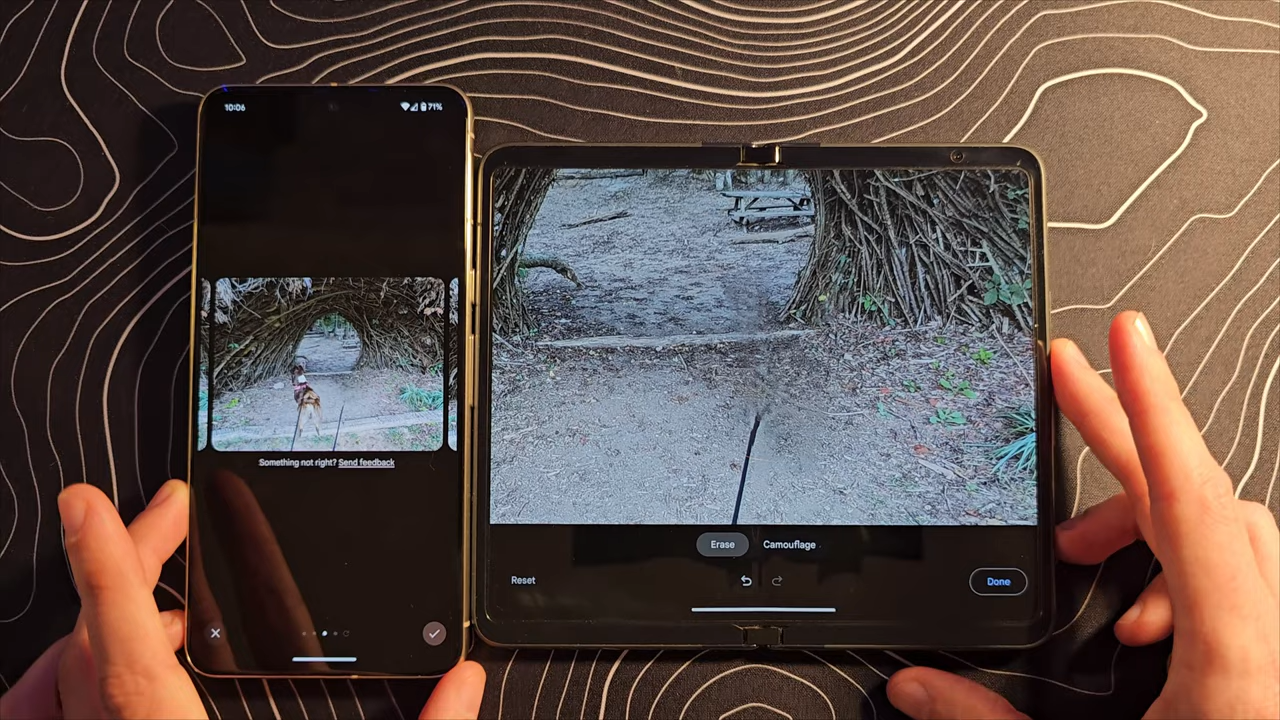 10:06
71%
Something not right? Send feedback
Erase
Camouflage
Reset
Done